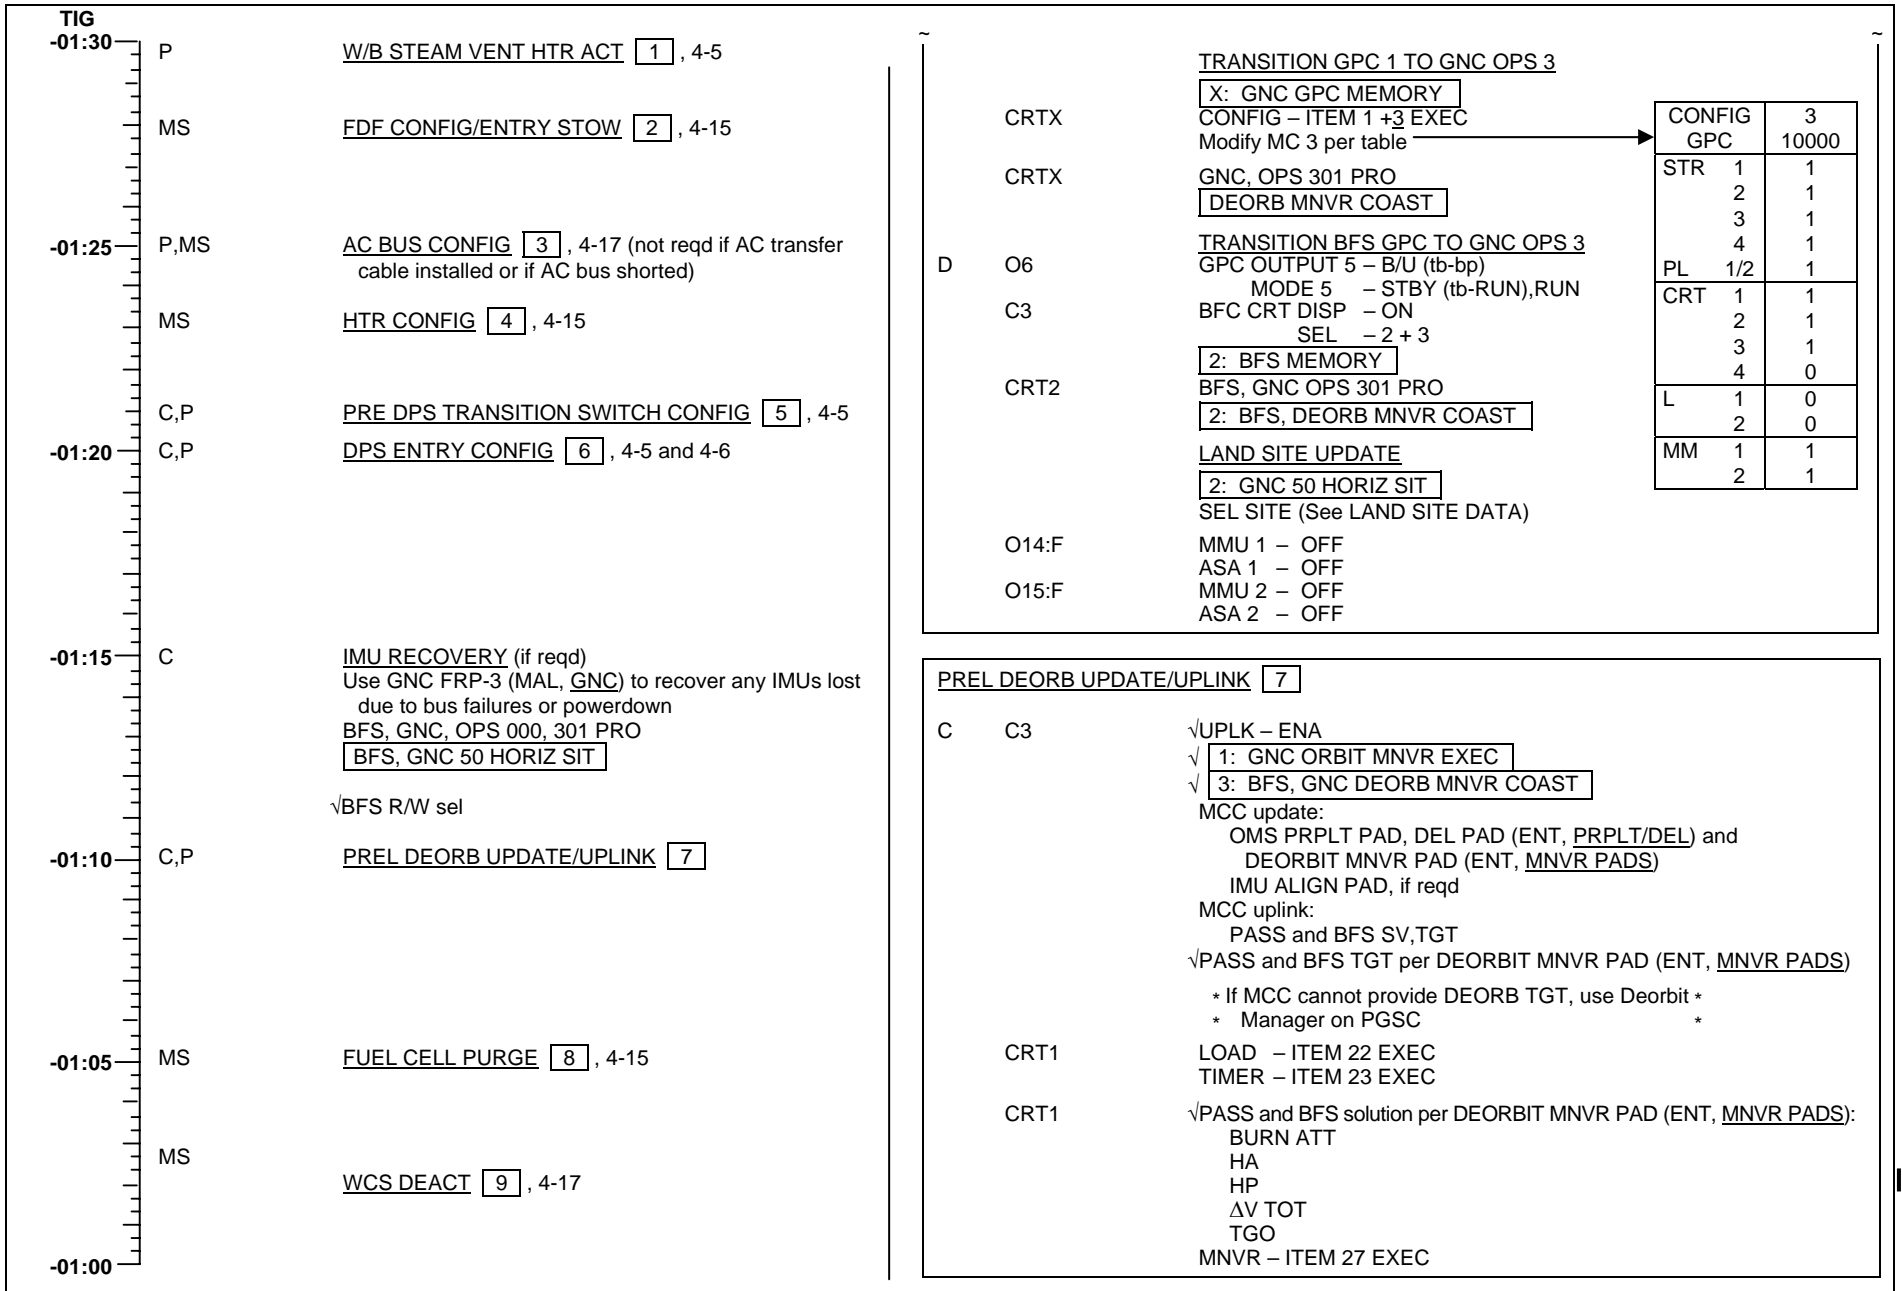 TIG
-01:30 P W/B STEAM VENT HTR ACT 1 , 4-5
MS FDF CONFIG/ENTRY STOW 2 , 4-15
-01:25 P,MS AC BUS CONFIG 3 , 4-17 (not reqd if AC transfer
cable installed or if AC bus shorted)
MS HTR CONFIG 4 , 4-15
C,P PRE DPS TRANSITION SWITCH CONFIG 5 , 4-5
-01:20 C,P DPS ENTRY CONFIG 6 , 4-5 and 4-6
-01:15 C IMU RECOVERY (if reqd)
Use GNC FRP-3 (MAL, GNC) to recover any IMUs lost
due to bus failures or powerdown
BFS, GNC, OPS 000, 301 PRO
BFS, GNC 50 HORIZ SIT
√BFS R/W sel
-01:10 C,P PREL DEORB UPDATE/UPLINK 7
-01:05 MS FUEL CELL PURGE 8 , 4-15
MS
WCS DEACT 9 , 4-17
-01:00
~ ~
TRANSITION GPC 1 TO GNC OPS 3
X: GNC GPC MEMORY
CRTX CONFIG – ITEM 1 +3 EXEC
Modify MC 3 per table
CRTX GNC, OPS 301 PRO
DEORB MNVR COAST
TRANSITION BFS GPC TO GNC OPS 3
D O6 GPC OUTPUT 5 – B/U (tb-bp)
MODE 5 – STBY (tb-RUN),RUN
C3 BFC CRT DISP – ON
SEL – 2 + 3
2: BFS MEMORY
CRT2 BFS, GNC OPS 301 PRO
2: BFS, DEORB MNVR COAST
LAND SITE UPDATE
2: GNC 50 HORIZ SIT
SEL SITE (See LAND SITE DATA)
O14:F MMU 1 – OFF
ASA 1 – OFF
O15:F MMU 2 – OFF
ASA 2 – OFF
CONFIG 3
GPC 10000
STR 1 1
2 1
3 1
4 1
PL 1/2 1
CRT 1 1
2 1
3 1
4 0
L 1 0
2 0
MM 1 1
2 1
PREL DEORB UPDATE/UPLINK 7
C C3 √UPLK – ENA
√ 1: GNC ORBIT MNVR EXEC
√ 3: BFS, GNC DEORB MNVR COAST
MCC update:
OMS PRPLT PAD, DEL PAD (ENT, PRPLT/DEL) and
DEORBIT MNVR PAD (ENT, MNVR PADS)
IMU ALIGN PAD, if reqd
MCC uplink:
PASS and BFS SV,TGT
√PASS and BFS TGT per DEORBIT MNVR PAD (ENT, MNVR PADS)
* If MCC cannot provide DEORB TGT, use Deorbit *
* Manager on PGSC *
CRT1 LOAD – ITEM 22 EXEC
TIMER – ITEM 23 EXEC
CRT1 √PASS and BFS solution per DEORBIT MNVR PAD (ENT, MNVR PADS):
BURN ATT
HA
HP
∆V TOT
TGO
MNVR – ITEM 27 EXEC